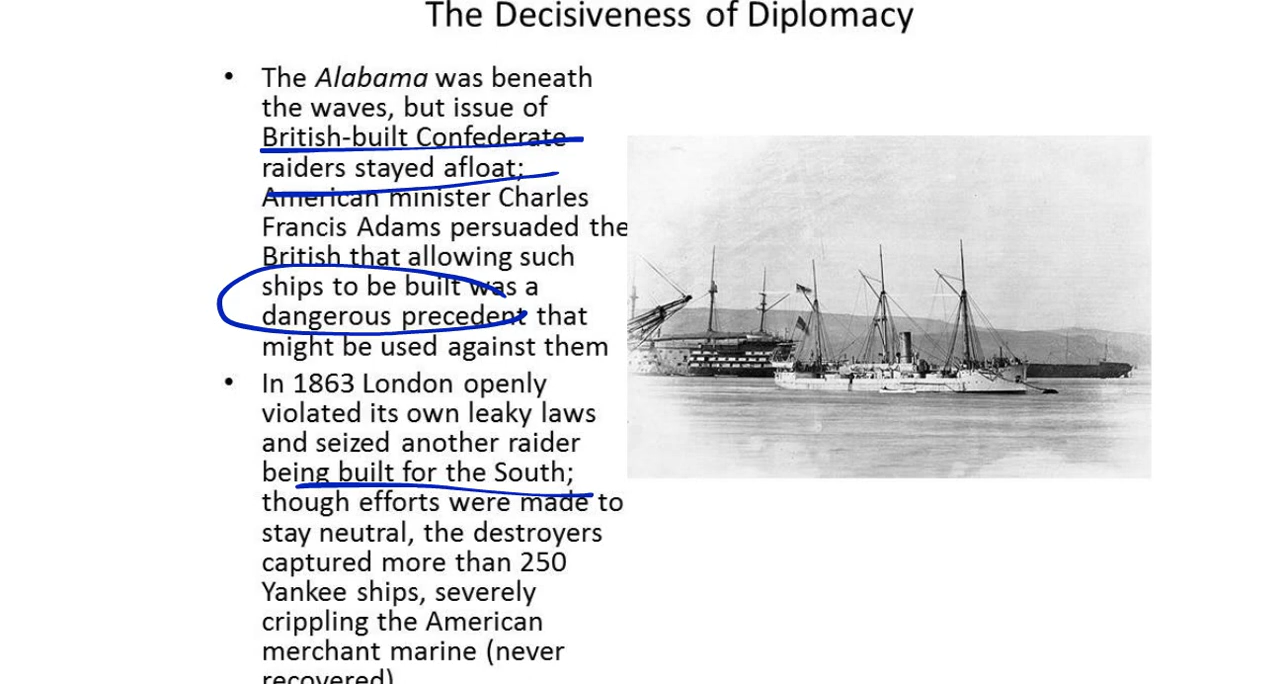 The Decisiveness of Diplomacy
• The Alabama was beneath
the waves, but issue of
British-built Confederate
raiders stayed afloat;
American minister Charles
Francis Adams persuaded the
British that allowing such
ships to be built was a
dangerous precedent that
might be used against them
• In 1863 London openly
violated its own leaky laws
and seized another raider
being built for the South;
though efforts were made to
stay neutral, the destroyers
captured more than 250
Yankee ships, severely
crippling the American
merchant marine (never
recovered)